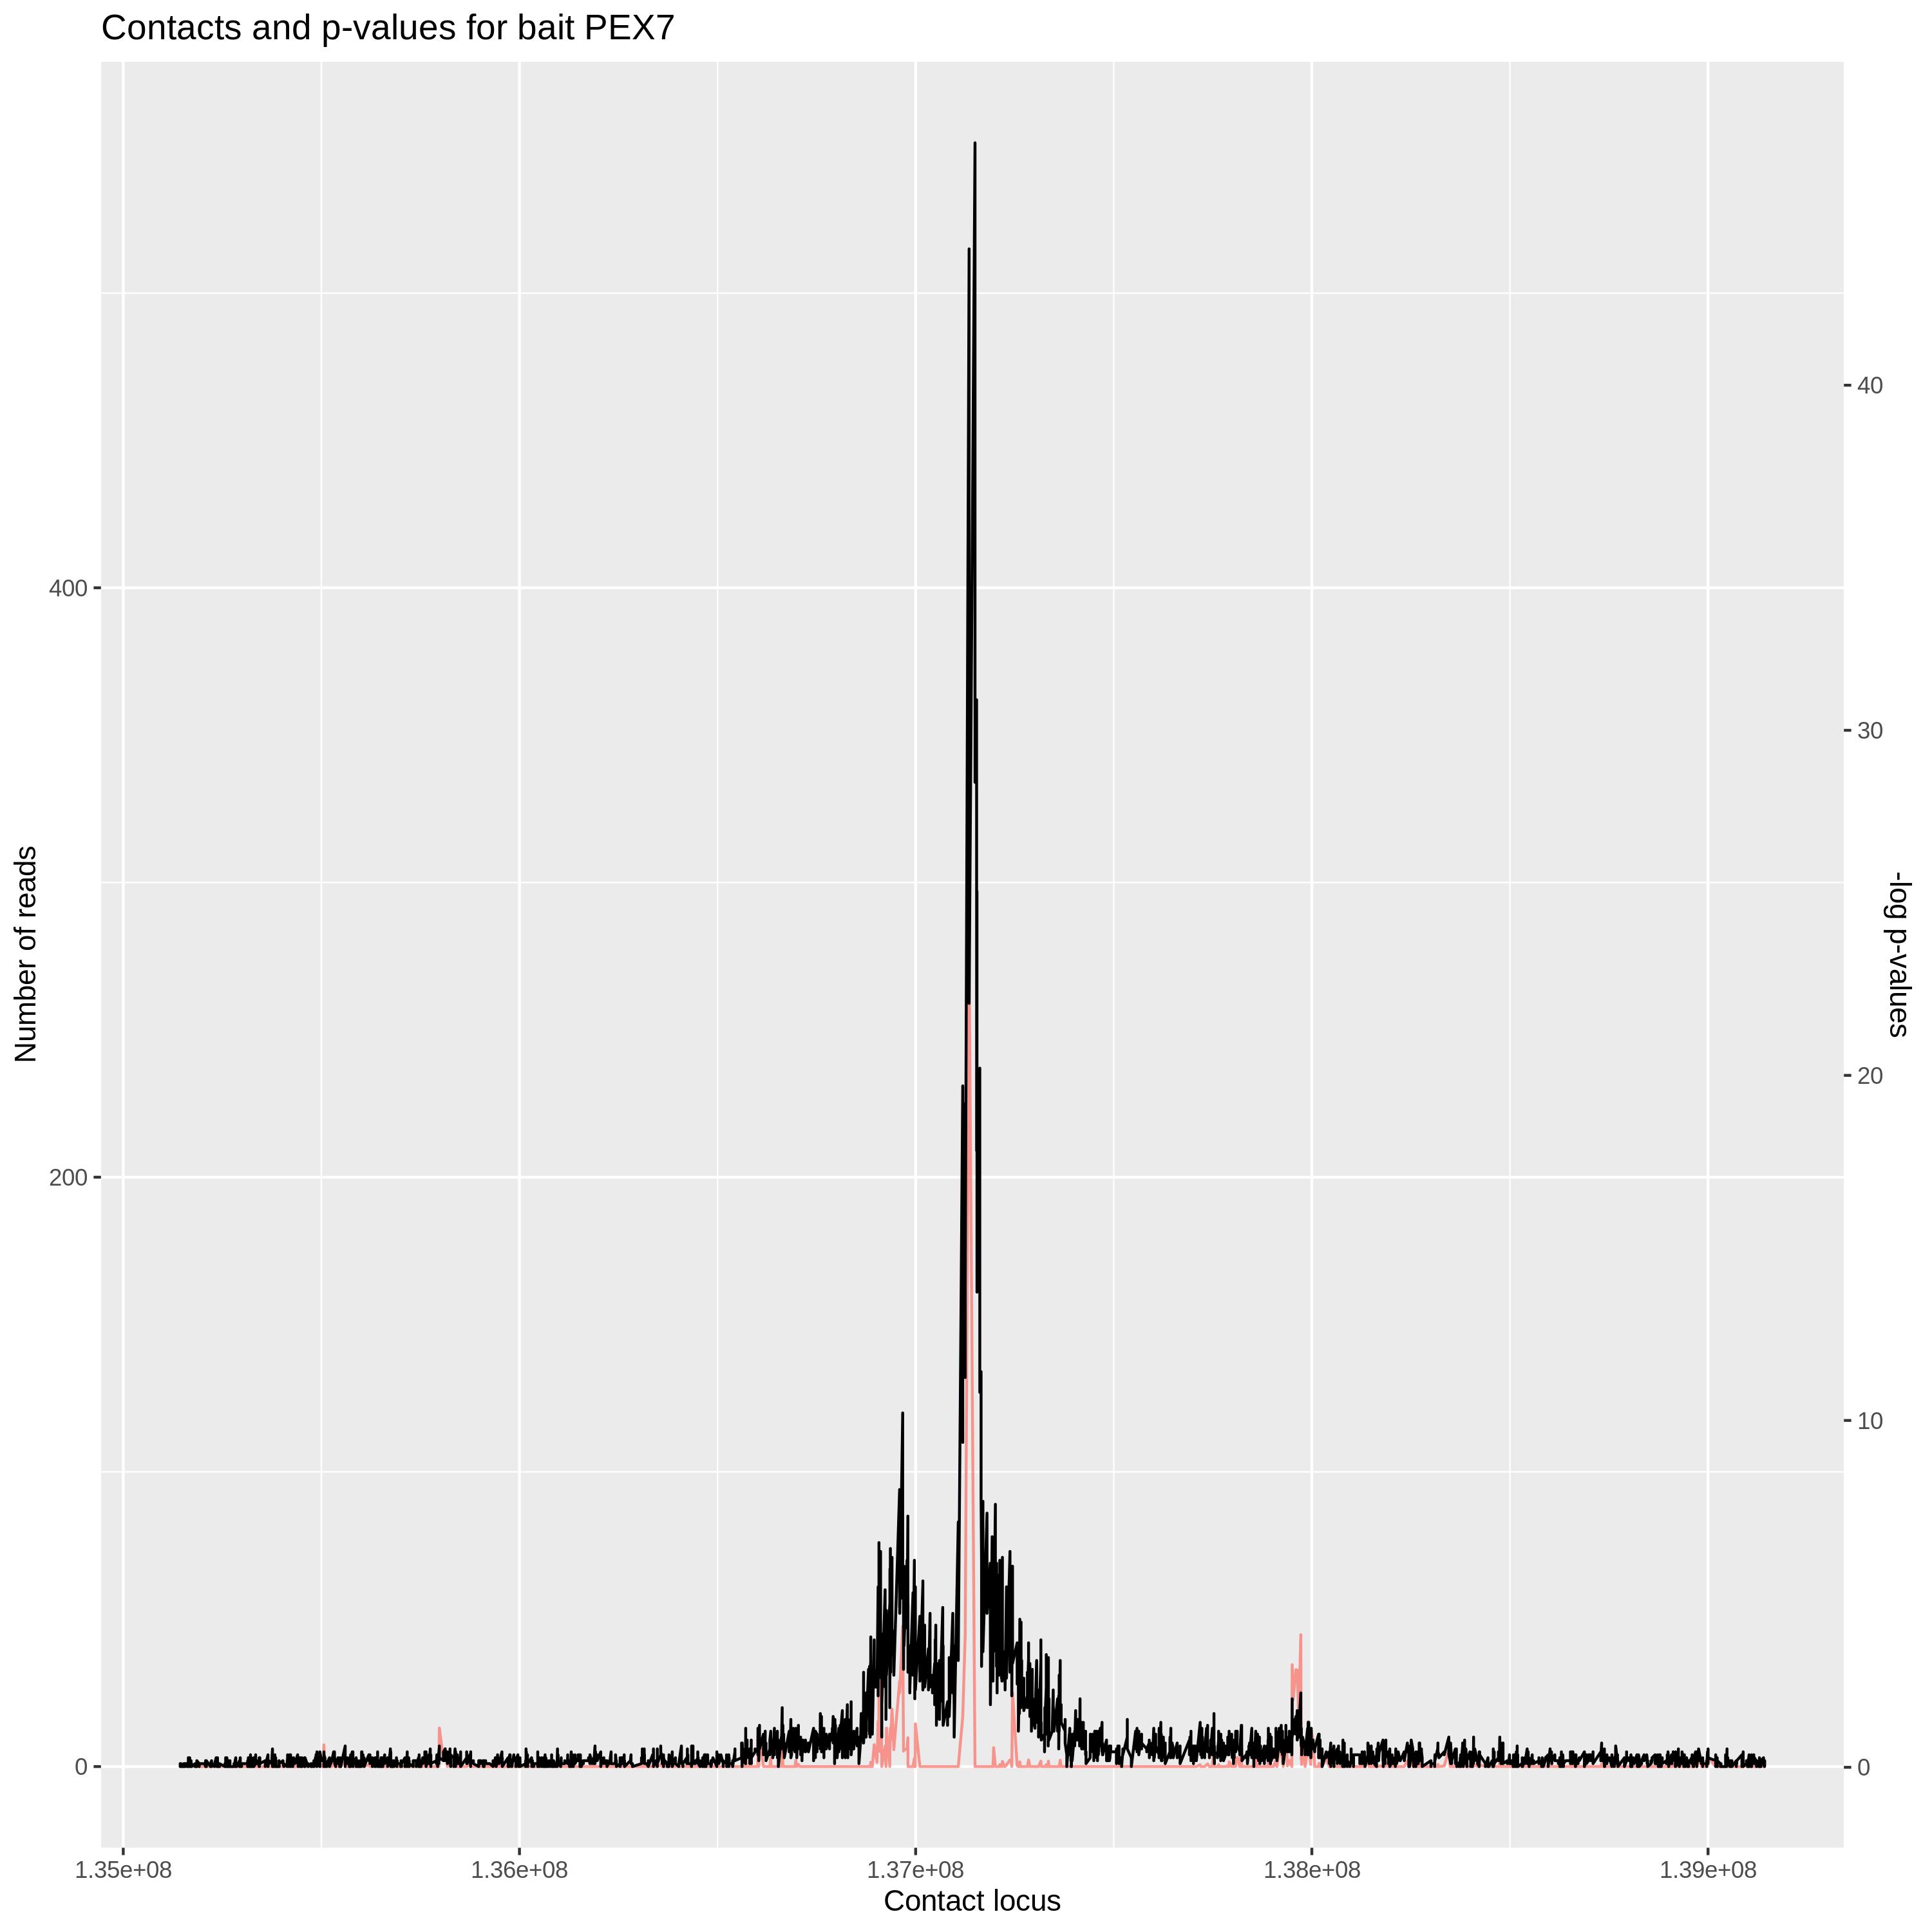 Contacts and p-values for bait PEX7
Number of reads
400
200
0
40
30
20
10
0
-log p-values
1.35e+08 1.36e+08 1.37e+08 1.38e+08 1.39e+08
Contact locus